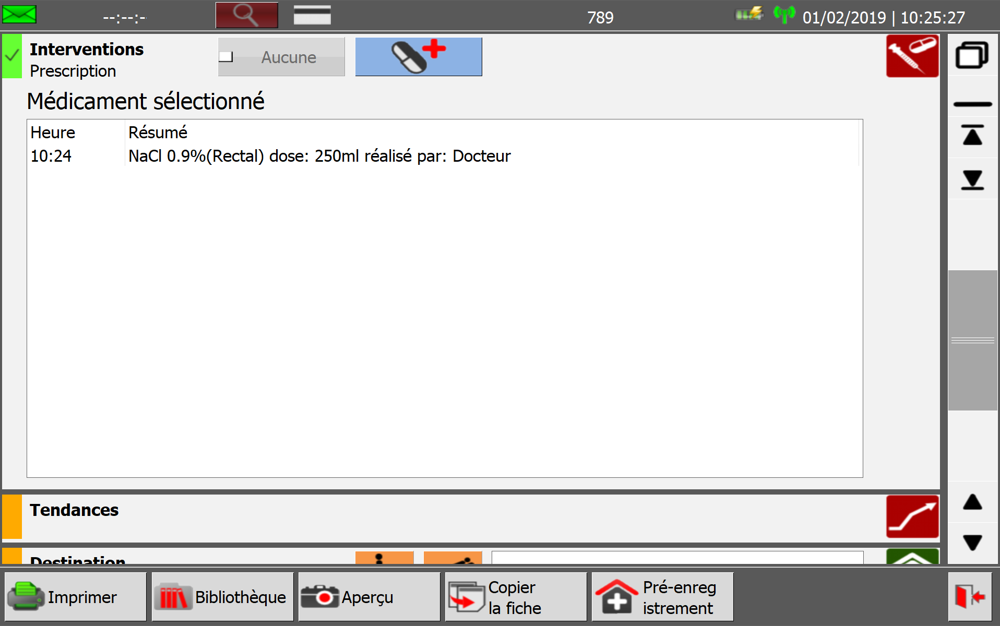 --:--:-
789
01/02/2019 | 10:25:27
Interventions
Prescription
Aucune
Médicament sélectionné
Heure Résumé
10:24 NaCl 0.9%(Rectal) dose: 250ml réalisé par: Docteur
Tendances
Destination
Imprimer
Bibliothèque
Aperçu
Copier
la fiche
Pré-enreg
istrement